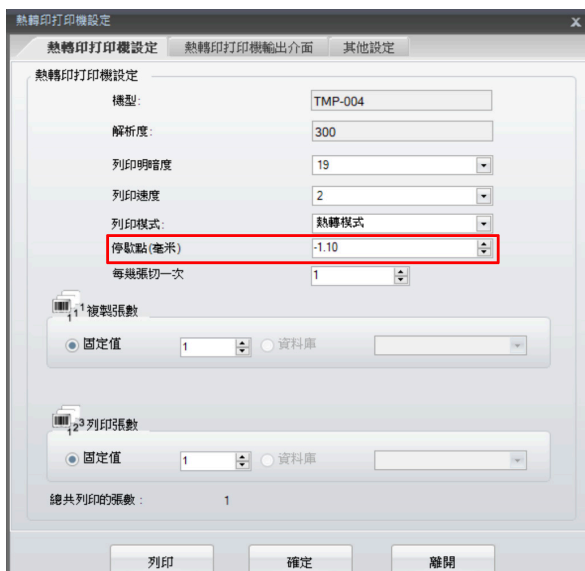 熱轉印打印機設定 x
熱轉印打印機設定 熱轉印打印機輸出介面 其他設定
熱轉印打印機設定
機型: TMP-004
解析度: 300
列印明暗度 19
列印速度 2
列印模式: 熱轉模式
停歇點(毫米) -1.10
每幾張切一次 1
1 1 1 複製張數
固定值 1 資料庫
1 2 3 列印張數
固定值 1 資料庫
總共列印的張數 : 1
列印 確定 離開